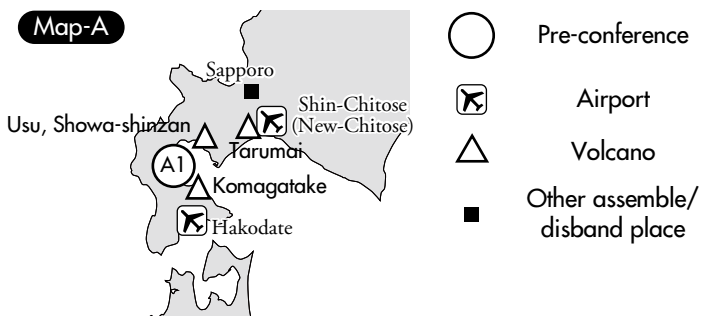 Map-A
Sapporo
Shin-Chitose
(New-Chitose)
Usu, Showa-shinzan
Tarumai
A1
Komagatake
Hakodate
Pre-conference
Airport
Volcano
Other assemble/
disband place